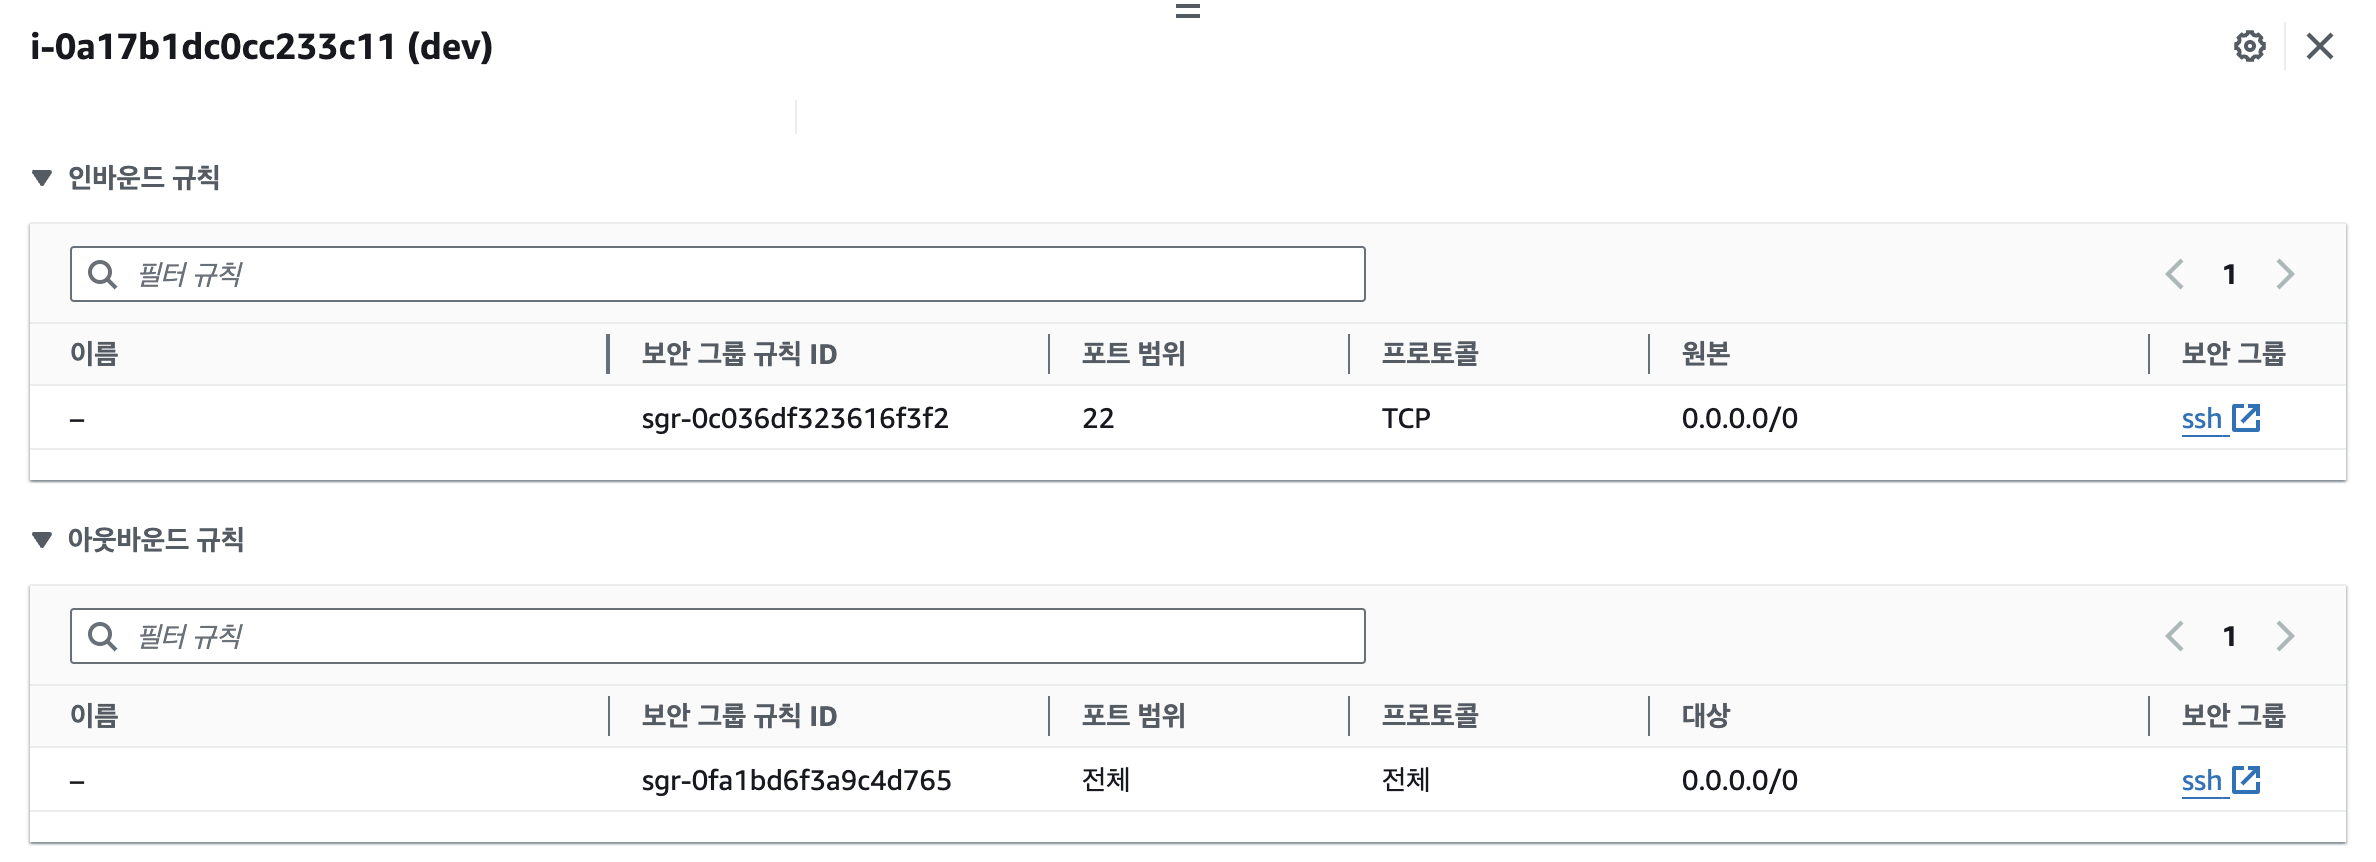 i-0a17b1dc0cc233c11 (dev)
인바운드 규칙
필터 규칙
1
이름 보안 그룹 규칙 ID 포트 범위 프로토콜 원본 보안 그룹
– sgr-0c036df323616f3f2 22 TCP 0.0.0.0/0 ssh
아웃바운드 규칙
필터 규칙
1
이름 보안 그룹 규칙 ID 포트 범위 프로토콜 대상 보안 그룹
– sgr-0fa1bd6f3a9c4d765 전체 전체 0.0.0.0/0 ssh